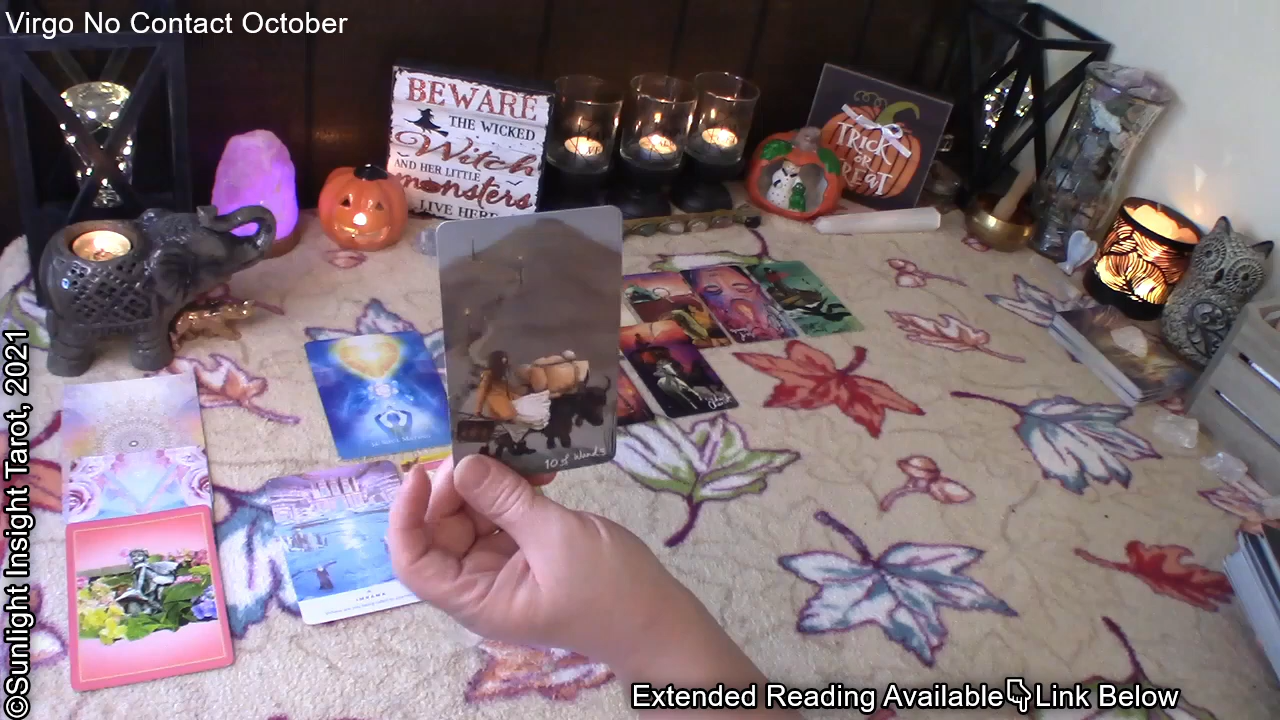 Virgo No Contact October
BEWARE
THE WICKED
Witch
AND HER LITTLE
monsters
LIVE HERE
TRICK
OR
TREAT
10 of Wands
©Sunlight Insight Tarot, 2021
Extended Reading Available👇Link Below